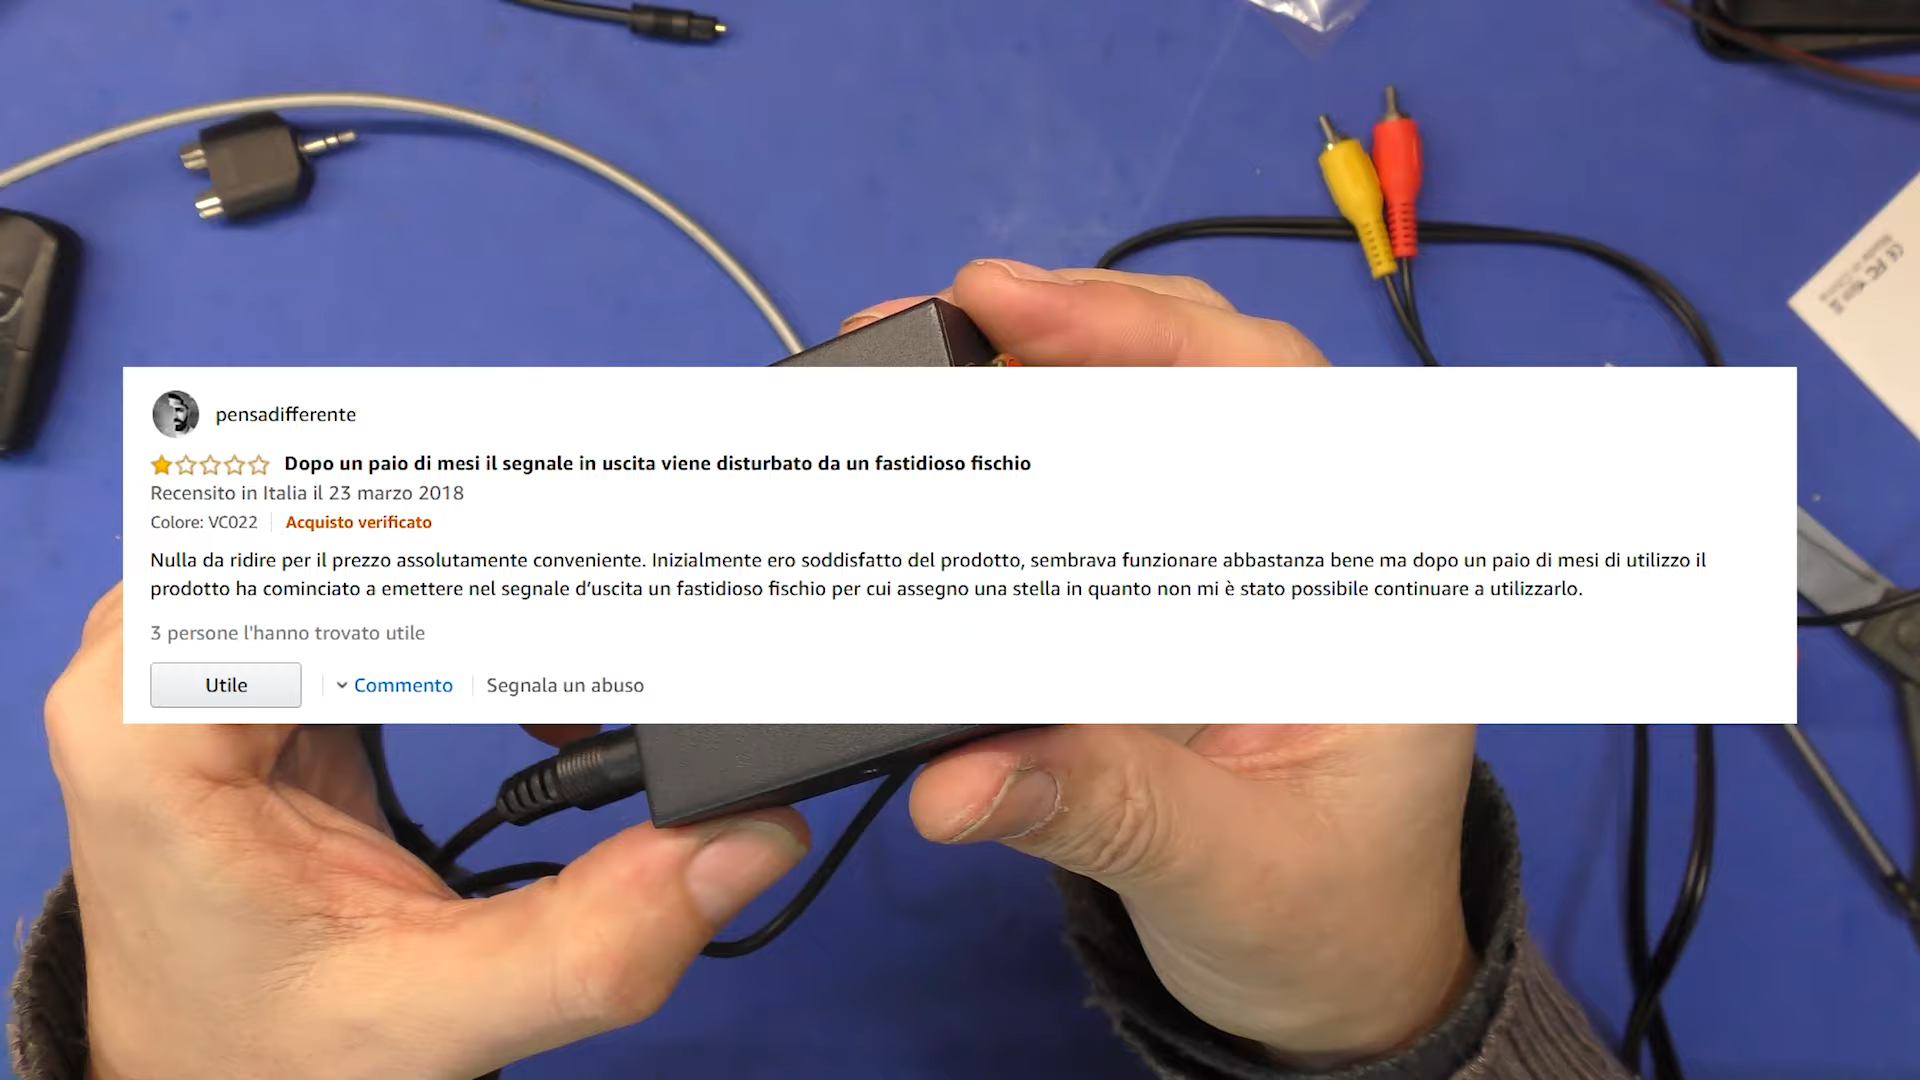 pensadifferente
Dopo un paio di mesi il segnale in uscita viene disturbato da un fastidioso fischio
Recensito in Italia il 23 marzo 2018
Colore: VC022 Acquisto verificato
Nulla da ridire per il prezzo assolutamente conveniente. Inizialmente ero soddisfatto del prodotto, sembrava funzionare abbastanza bene ma dopo un paio di mesi di utilizzo il
prodotto ha cominciato a emettere nel segnale d’uscita un fastidioso fischio per cui assegno una stella in quanto non mi è stato possibile continuare a utilizzarlo.
3 persone l'hanno trovato utile
Utile Commento Segnala un abuso